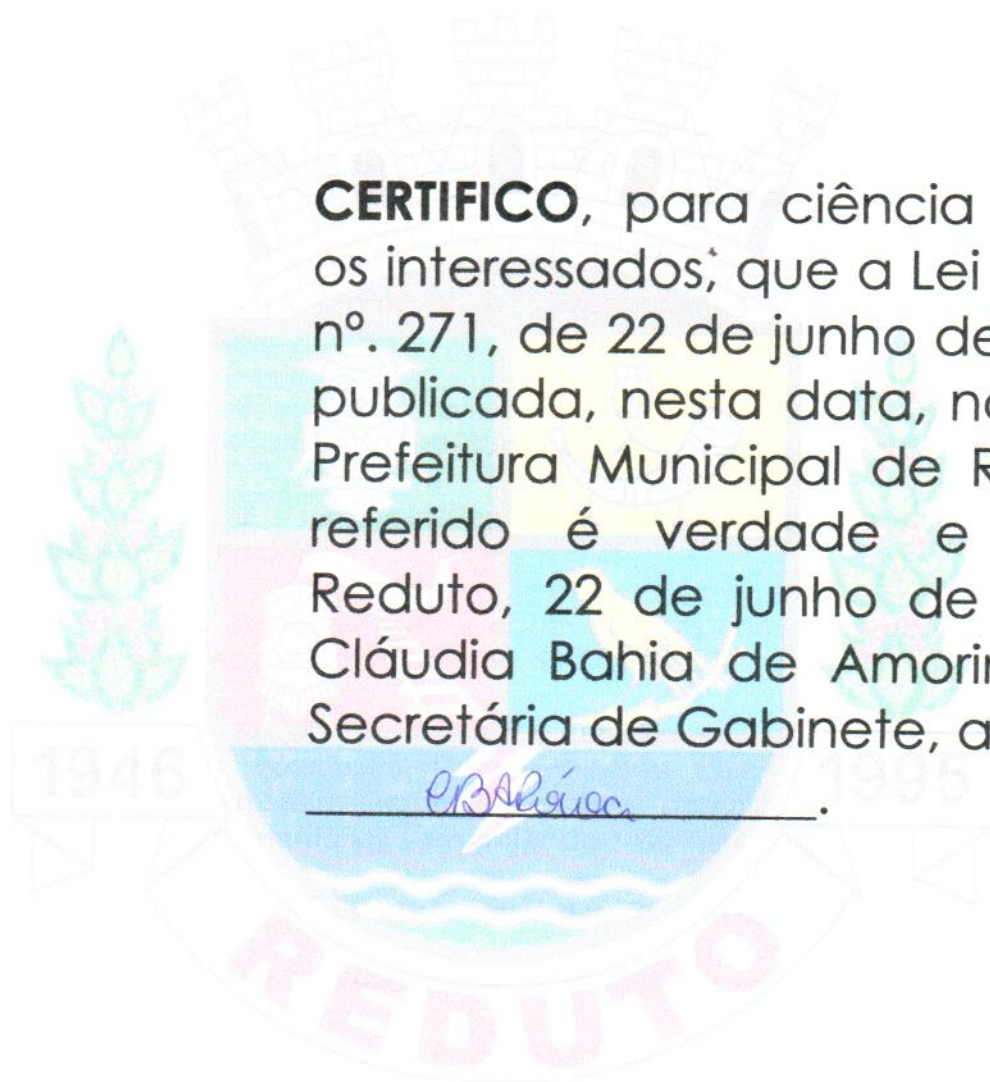 CERTIFICO, para ciência
os interessados, que a Lei
nº. 271, de 22 de junho de
publicada, nesta data, n
Prefeitura Municipal de R
referido é verdade e
Reduto, 22 de junho de
Cláudia Bahia de Amorin
Secretária de Gabinete, a
1946
1995
REDUTO